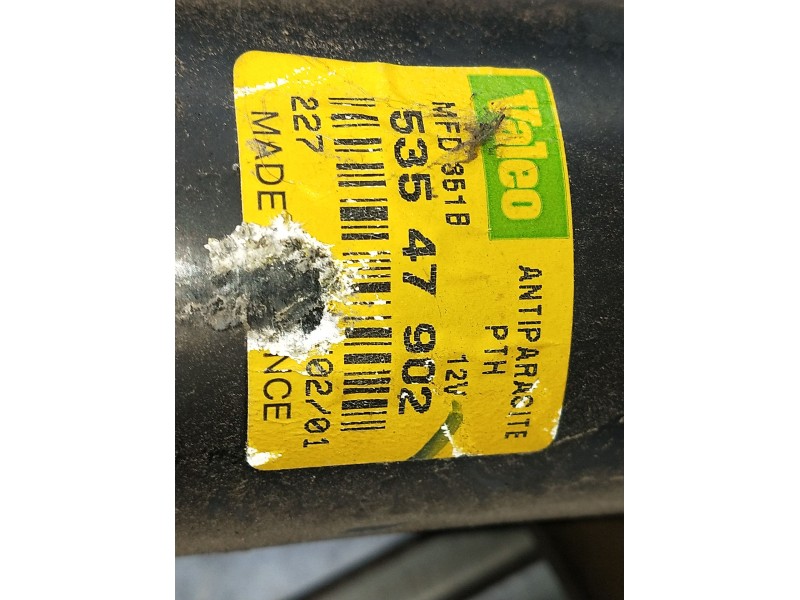 Valeo
ANTIPARASITE
PTH
MFD 351B 12V
535 47 902
227 02/01
MADE NCE